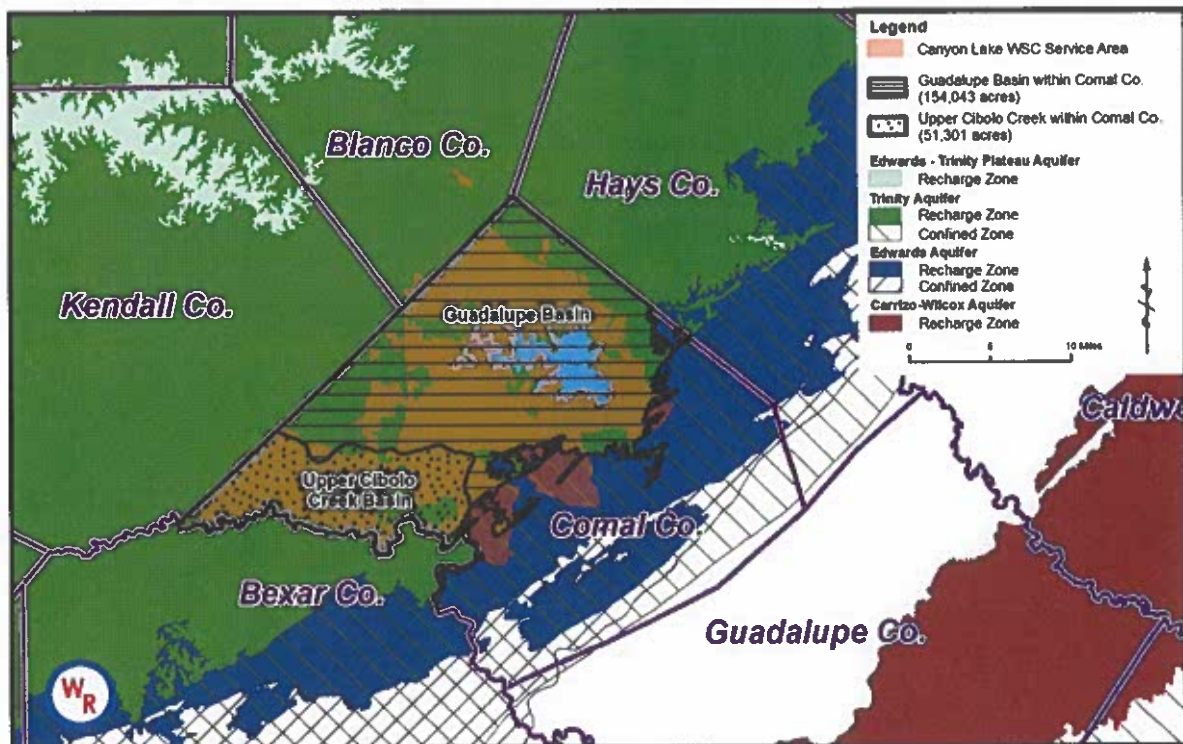 Legend
Canyon Lake WSC Service Area
Guadalupe Basin within Comal Co.
(154,043 acres)
Upper Cibolo Creek within Comal Co.
(51,301 acres)
Edwards - Trinity Plateau Aquifer
Recharge Zone
Trinity Aquifer
Recharge Zone
Confined Zone
Edwards Aquifer
Recharge Zone
Confined Zone
Carrizo-Wilcox Aquifer
Recharge Zone
0 5 10 Miles
Blanco Co.
Hays Co.
Kendall Co.
Guadalupe Basin
Caldwe
Upper Cibolo
Creek Basin
Comal Co.
Bexar Co.
Guadalupe Co.
WR